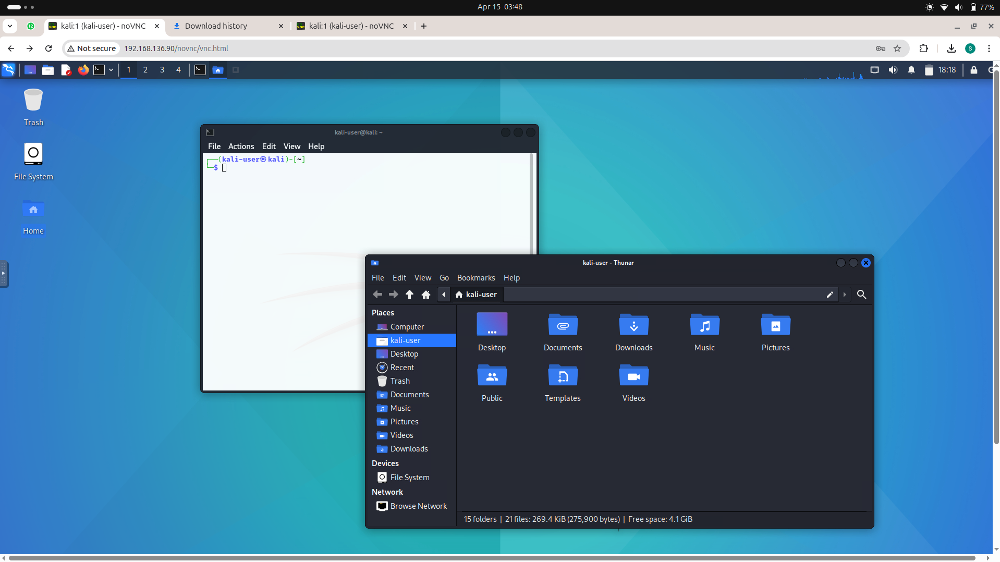 Apr 15 03:48
77%
12
kali:1 (kali-user) - noVNC
Download history
kali:1 (kali-user) - noVNC
Not secure
192.168.136.90/novnc/vnc.html
S
1 2 3 4
18:18
Trash
File System
Home
kali-user@kali: ~
File Actions Edit View Help
┌──(kali-user㉿kali)-[~]
└─$
kali-user - Thunar
File Edit View Go Bookmarks Help
kali-user
Places
Computer
kali-user
Desktop
Recent
Trash
Documents
Music
Pictures
Videos
Downloads
Devices
File System
Network
Browse Network
Desktop Documents Downloads Music Pictures
Public Templates Videos
15 folders | 21 files: 269.4 KiB (275,900 bytes) | Free space: 4.1 GiB